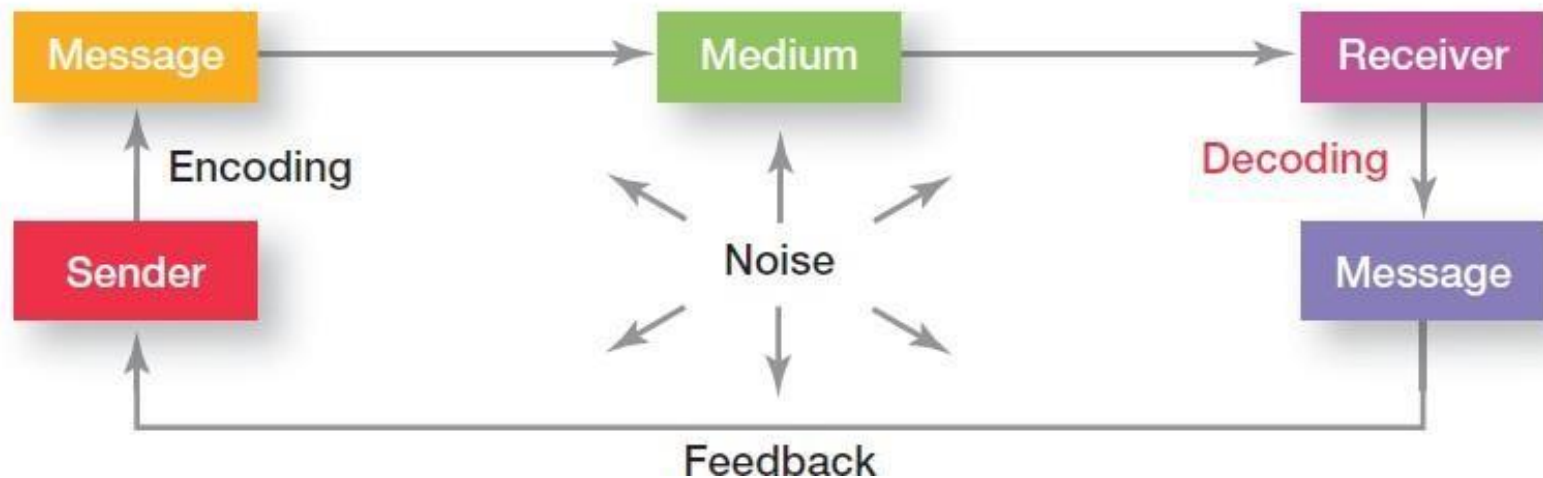 Message
Medium
Receiver
Encoding
Decoding
Sender
Noise
Message
Feedback